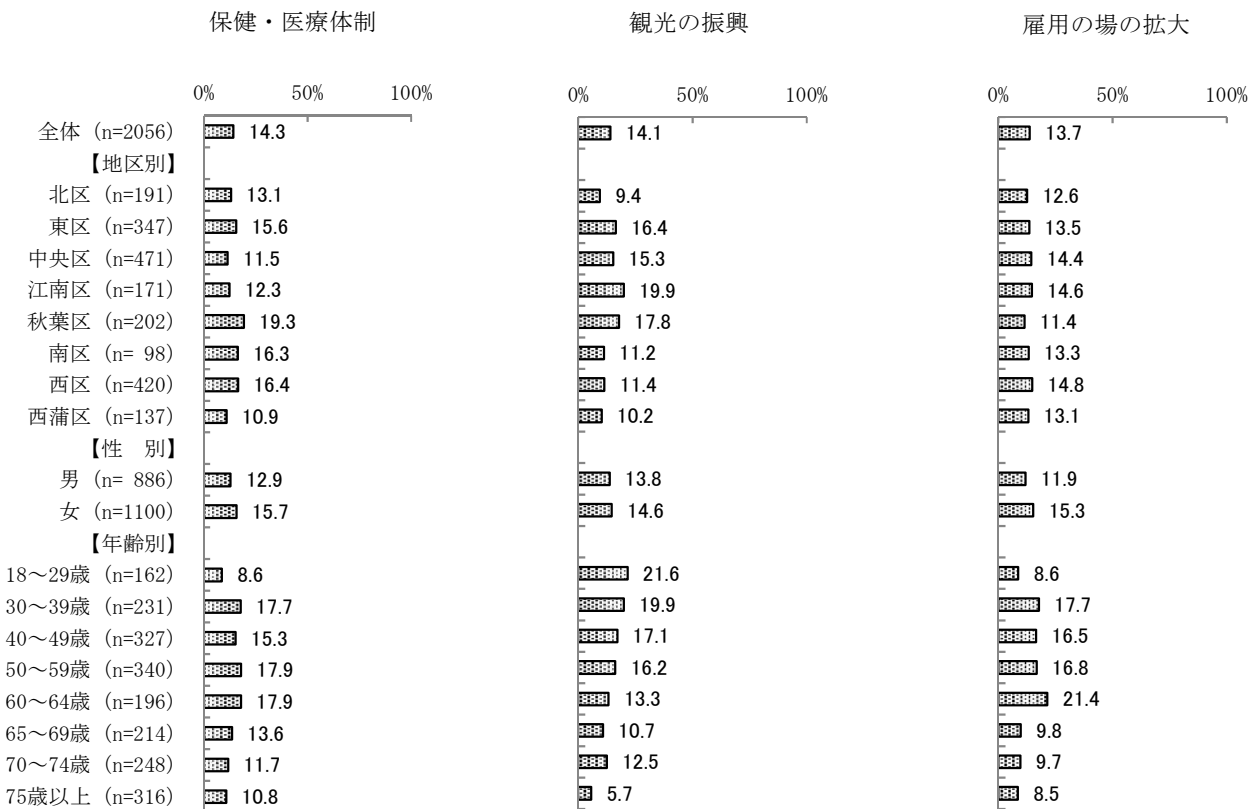 保健・医療体制 観光の振興 雇用の場の拡大
0% 50% 100% 0% 50% 100% 0% 50% 100%
全体 (n=2056) 14.3 14.1 13.7
【地区別】
北区 (n=191) 13.1 9.4 12.6
東区 (n=347) 15.6 16.4 13.5
中央区 (n=471) 11.5 15.3 14.4
江南区 (n=171) 12.3 19.9 14.6
秋葉区 (n=202) 19.3 17.8 11.4
南区 (n= 98) 16.3 11.2 13.3
西区 (n=420) 16.4 11.4 14.8
西蒲区 (n=137) 10.9 10.2 13.1
【性　別】
男 (n= 886) 12.9 13.8 11.9
女 (n=1100) 15.7 14.6 15.3
【年齢別】
18～29歳 (n=162) 8.6 21.6 8.6
30～39歳 (n=231) 17.7 19.9 17.7
40～49歳 (n=327) 15.3 17.1 16.5
50～59歳 (n=340) 17.9 16.2 16.8
60～64歳 (n=196) 17.9 13.3 21.4
65～69歳 (n=214) 13.6 10.7 9.8
70～74歳 (n=248) 11.7 12.5 9.7
75歳以上 (n=316) 10.8 5.7 8.5